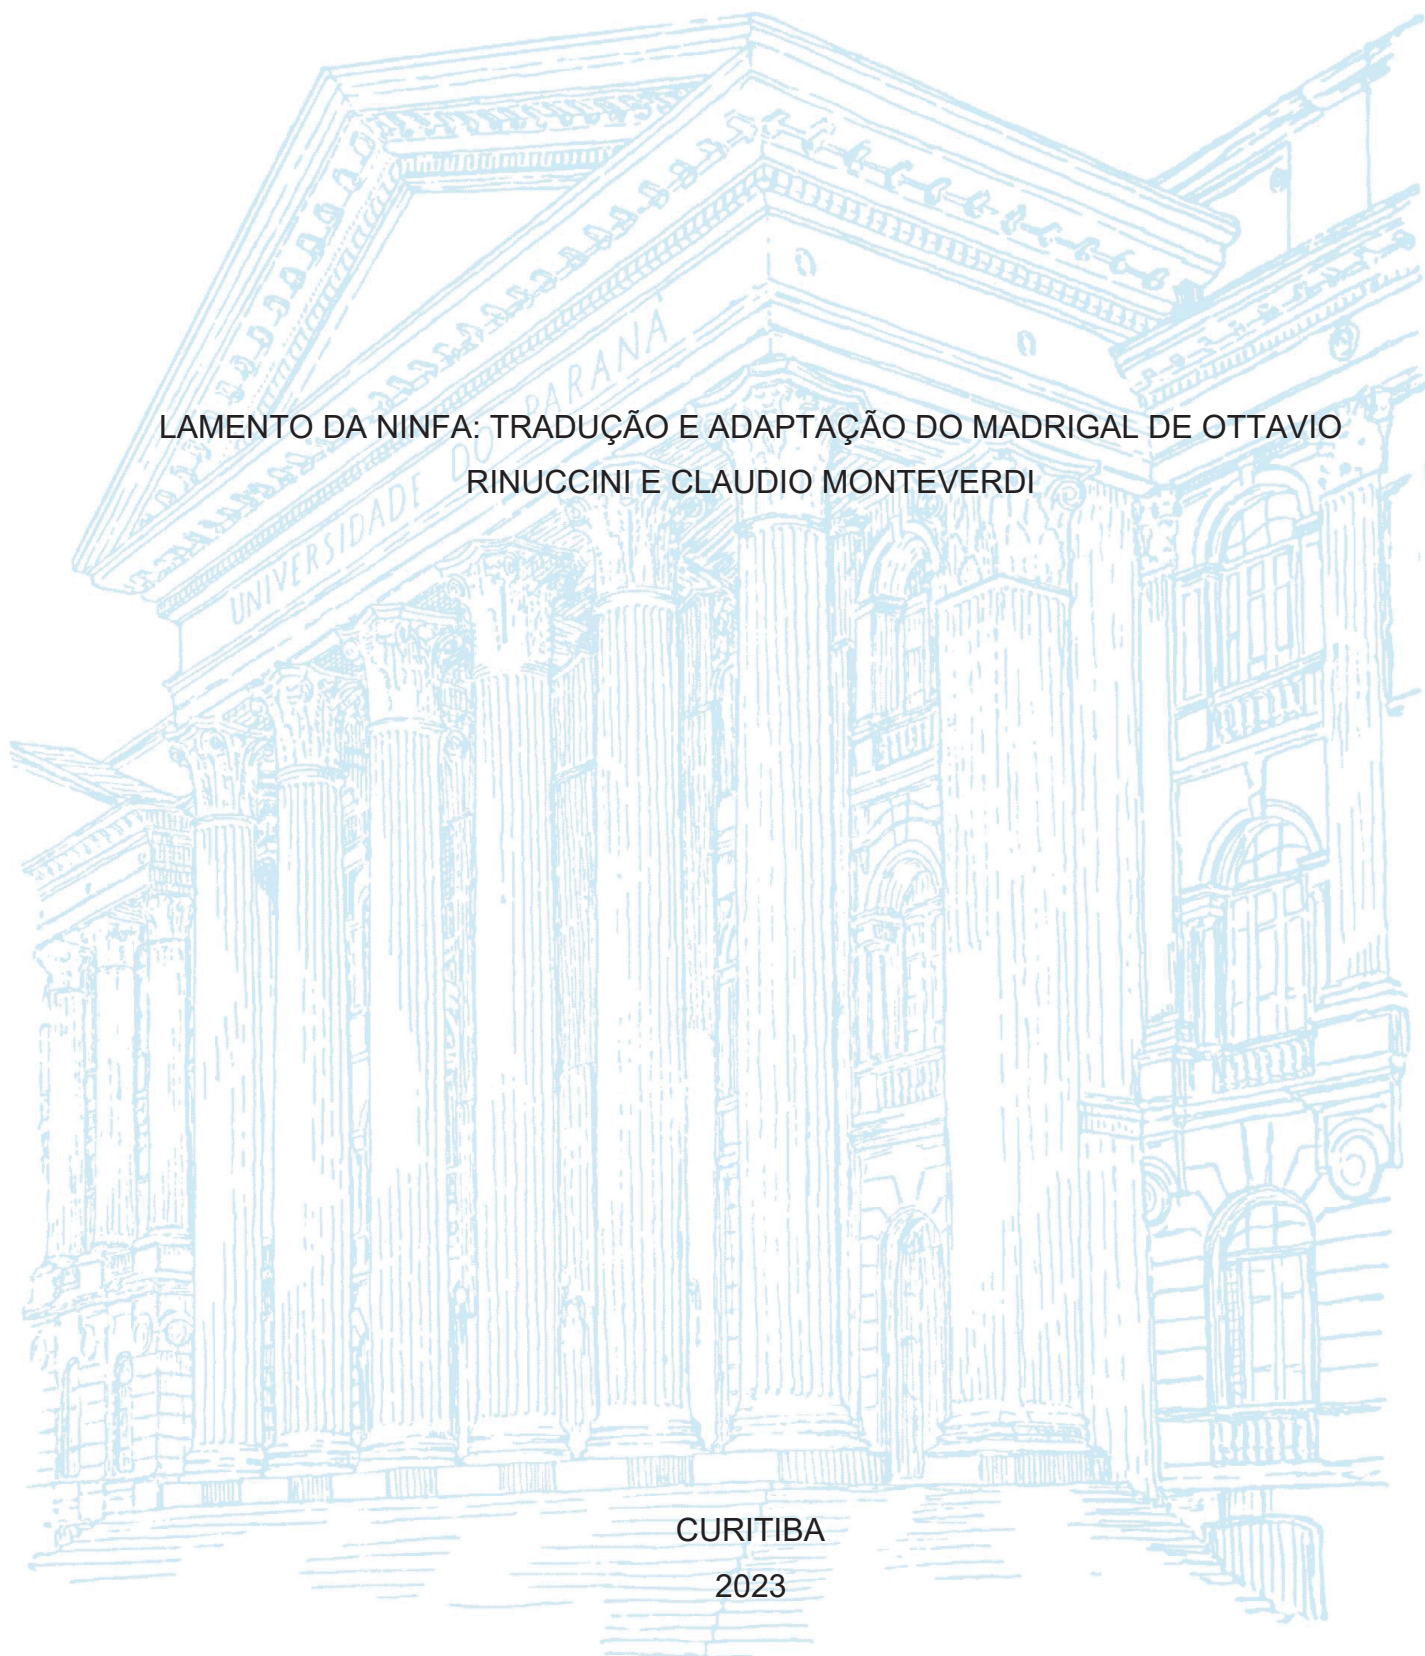 UNIVERSIDADE DO PARANÁ
LAMENTO DA NINFA: TRADUÇÃO E ADAPTAÇÃO DO MADRIGAL DE OTTAVIO
RINUCCINI E CLAUDIO MONTEVERDI
CURITIBA
2023